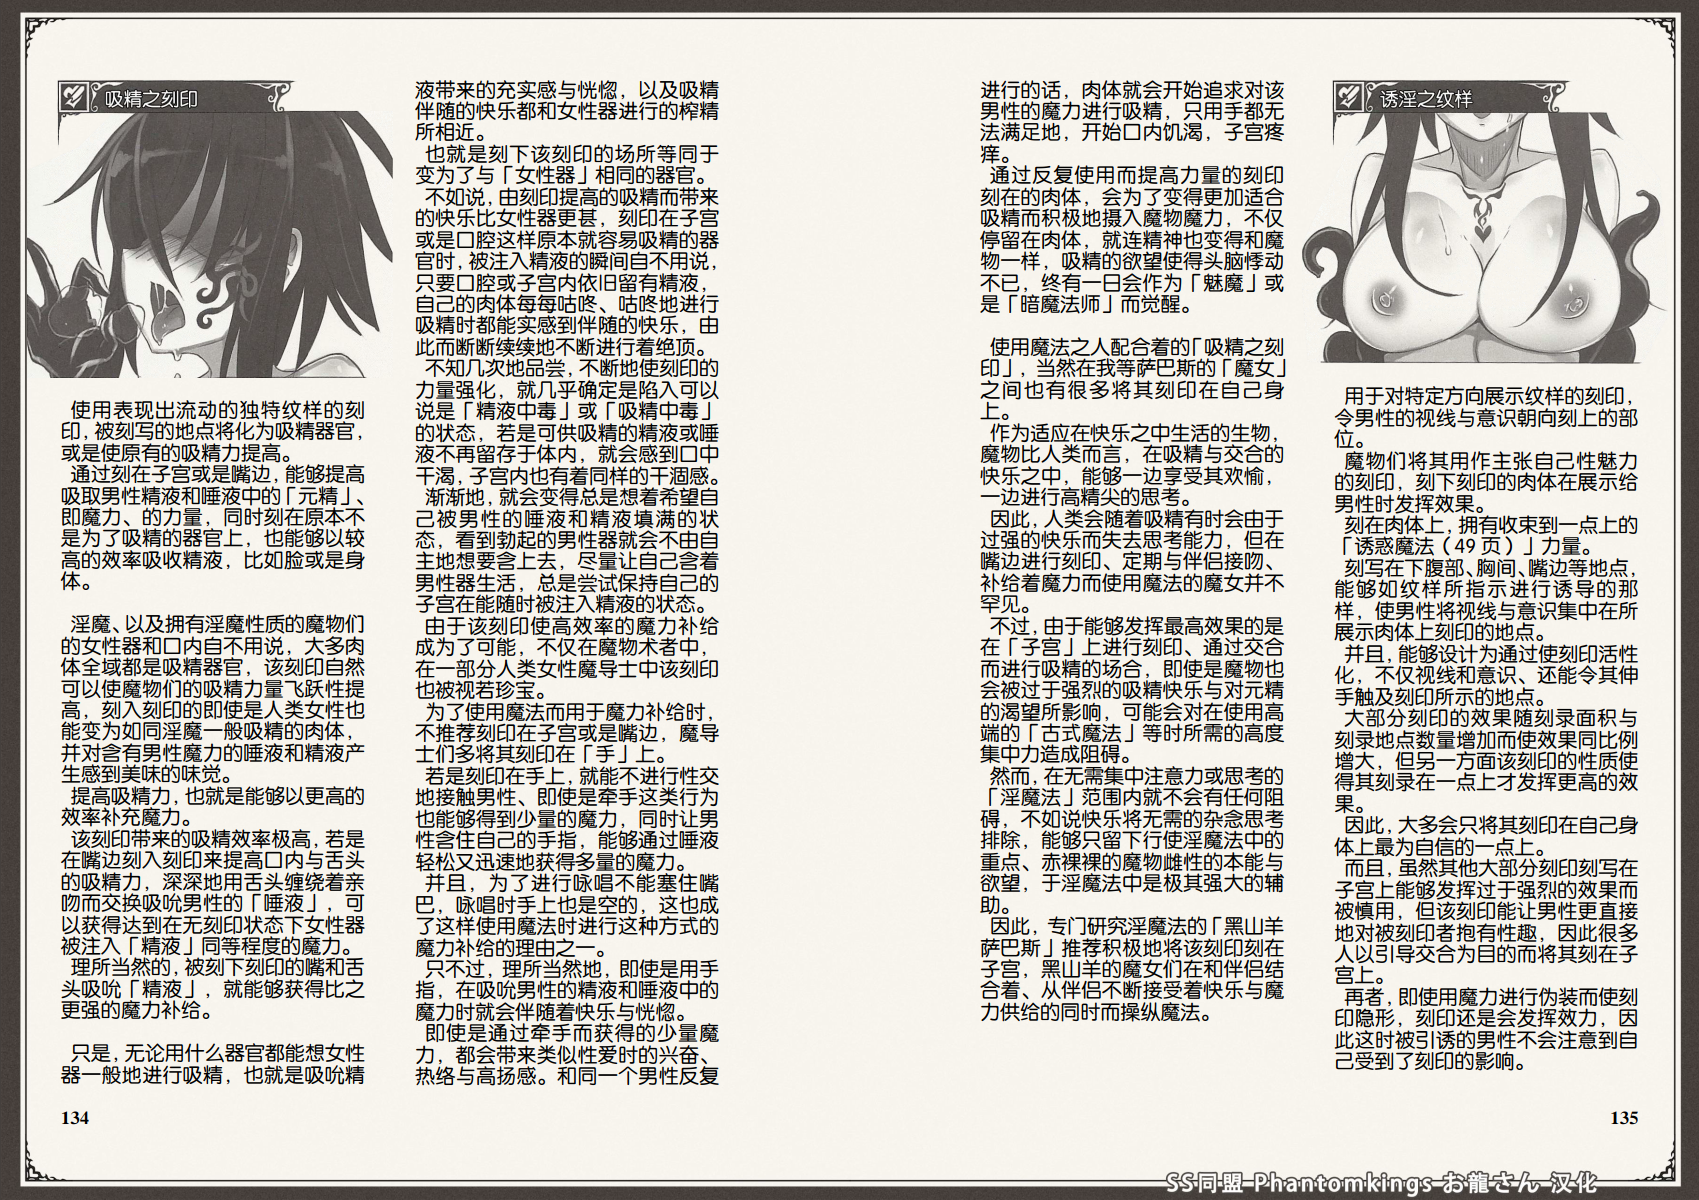 吸精之刻印
使用表现出流动的独特纹样的刻
印，被刻写的地点将化为吸精器官，
或是使原有的吸精力提高。
通过刻在子宫或是嘴边，能够提高
吸取男性精液和唾液中的「元精」、
即魔力、的力量，同时刻在原本不
是为了吸精的器官上，也能够以较
高的效率吸收精液，比如脸或是身
体。
淫魔、以及拥有淫魔性质的魔物们
的女性器和口内自不用说，大多肉
体全域都是吸精器官，该刻印自然
可以使魔物们的吸精力量飞跃性提
高，刻入刻印的即使是人类女性也
能变为如同淫魔一般吸精的肉体，
并对含有男性魔力的唾液和精液产
生感到美味的味觉。
提高吸精力，也就是能够以更高的
效率补充魔力。
该刻印带来的吸精效率极高，若是
在嘴边刻入刻印来提高口内与舌头
的吸精力，深深地用舌头缠绕着亲
吻而交换吸吮男性的「唾液」，可
以获得达到在无刻印状态下女性器
被注入「精液」同等程度的魔力。
理所当然的，被刻下刻印的嘴和舌
头吸吮「精液」，就能够获得比之
更强的魔力补给。
只是，无论用什么器官都能想女性
器一般地进行吸精，也就是吸吮精
液带来的充实感与恍惚，以及吸精
伴随的快乐都和女性器进行的榨精
所相近。
也就是刻下该刻印的场所等同于
变为了与「女性器」相同的器官。
不如说，由刻印提高的吸精而带来
的快乐比女性器更甚，刻印在子宫
或是口腔这样原本就容易吸精的器
官时，被注入精液的瞬间自不用说，
只要口腔或子宫内依旧留有精液，
自己的肉体每每咕咚、咕咚地进行
吸精时都能实感到伴随的快乐，由
此而断断续续地不断进行着绝顶。
不知几次地品尝，不断地使刻印的
力量强化，就几乎确定是陷入可以
说是「精液中毒」或「吸精中毒」
的状态，若是可供吸精的精液或唾
液不再留存于体内，就会感到口中
干渴，子宫内也有着同样的干涸感。
渐渐地，就会变得总是想着希望自
己被男性的唾液和精液填满的状
态，看到勃起的男性器就会不由自
主地想要含上去，尽量让自己含着
男性器生活，总是尝试保持自己的
子宫在能随时被注入精液的状态。
由于该刻印使高效率的魔力补给
成为了可能，不仅在魔物术者中，
在一部分人类女性魔导士中该刻印
也被视若珍宝。
为了使用魔法而用于魔力补给时，
不推荐刻印在子宫或是嘴边，魔导
士们多将其刻印在「手」上。
若是刻印在手上，就能不进行性交
地接触男性、即使是牵手这类行为
也能够得到少量的魔力，同时让男
性含住自己的手指，能够通过唾液
轻松又迅速地获得多量的魔力。
并且，为了进行咏唱不能塞住嘴
巴，咏唱时手上也是空的，这也成
了这样使用魔法时进行这种方式的
魔力补给的理由之一。
只不过，理所当然地，即使是用手
指，在吸吮男性的精液和唾液中的
魔力时就会伴随着快乐与恍惚。
即使是通过牵手而获得的少量魔
力，都会带来类似性爱时的兴奋、
热络与高扬感。和同一个男性反复
134
进行的话，肉体就会开始追求对该
男性的魔力进行吸精，只用手都无
法满足地，开始口内饥渴，子宫疼
痒。
通过反复使用而提高力量的刻印
刻在的肉体，会为了变得更加适合
吸精而积极地摄入魔物魔力，不仅
停留在肉体，就连精神也变得和魔
物一样，吸精的欲望使得头脑悸动
不已，终有一日会作为「魅魔」或
是「暗魔法师」而觉醒。
使用魔法之人配合着的「吸精之刻
印」，当然在我等萨巴斯的「魔女」
之间也有很多将其刻印在自己身
上。
作为适应在快乐之中生活的生物，
魔物比人类而言，在吸精与交合的
快乐之中，能够一边享受其欢愉，
一边进行高精尖的思考。
因此，人类会随着吸精有时会由于
过强的快乐而失去思考能力，但在
嘴边进行刻印、定期与伴侣接吻、
补给着魔力而使用魔法的魔女并不
罕见。
不过，由于能够发挥最高效果的是
在「子宫」上进行刻印、通过交合
而进行吸精的场合，即使是魔物也
会被过于强烈的吸精快乐与对元精
的渴望所影响，可能会对在使用高
端的「古式魔法」等时所需的高度
集中力造成阻碍。
然而，在无需集中注意力或思考的
「淫魔法」范围内就不会有任何阻
碍，不如说快乐将无需的杂念思考
排除，能够只留下行使淫魔法中的
重点、赤裸裸的魔物雌性的本能与
欲望，于淫魔法中是极其强大的辅
助。
因此，专门研究淫魔法的「黑山羊
萨巴斯」推荐积极地将该刻印刻在
子宫，黑山羊的魔女们在和伴侣结
合着、从伴侣不断接受着快乐与魔
力供给的同时而操纵魔法。
诱淫之纹样
用于对特定方向展示纹样的刻印，
令男性的视线与意识朝向刻上的部
位。
魔物们将其用作主张自己性魅力
的刻印，刻下刻印的肉体在展示给
男性时发挥效果。
刻在肉体上，拥有收束到一点上的
「诱惑魔法（49 页）」力量。
刻写在下腹部、胸间、嘴边等地点，
能够如纹样所指示进行诱导的那
样，使男性将视线与意识集中在所
展示肉体上刻印的地点。
并且，能够设计为通过使刻印活性
化，不仅视线和意识、还能令其伸
手触及刻印所示的地点。
大部分刻印的效果随刻录面积与
刻录地点数量增加而使效果同比例
增大，但另一方面该刻印的性质使
得其刻录在一点上才发挥更高的效
果。
因此，大多会只将其刻印在自己身
体上最为自信的一点上。
而且，虽然其他大部分刻印刻写在
子宫上能够发挥过于强烈的效果而
被慎用，但该刻印能让男性更直接
地对被刻印者抱有性趣，因此很多
人以引导交合为目的而将其刻在子
宫上。
再者，即使用魔力进行伪装而使刻
印隐形，刻印还是会发挥效力，因
此这时被引诱的男性不会注意到自
己受到了刻印的影响。
135
SS同盟 Phantomkings お龍さん 汉化